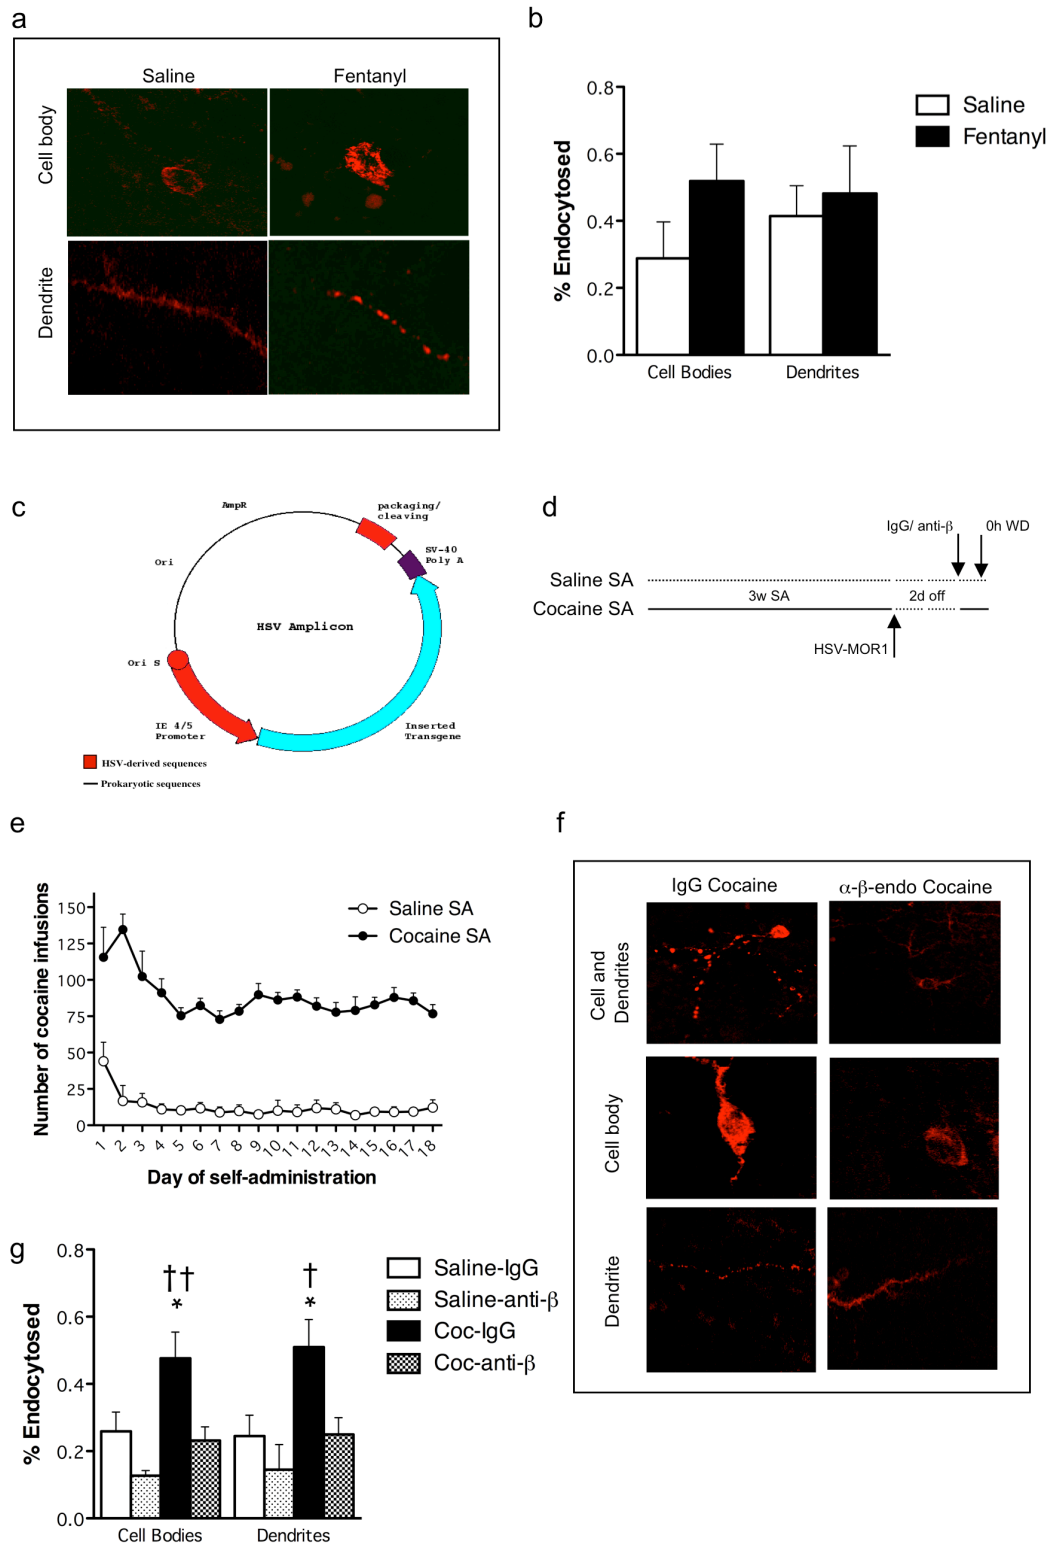 a
Saline
Fentanyl
Cell body
Dendrite
b
0.8
0.6
0.4
0.2
0.0
% Endocytosed
Cell Bodies
Dendrites
Saline
Fentanyl
c
AmpR
packaging/
cleaving
SV-40
Poly A
Ori
HSV Amplicon
Ori S
IE 4/5
Promoter
Inserted
Transgene
HSV-derived sequences
Prokaryotic sequences
d
IgG/ anti-β
0h WD
Saline SA
Cocaine SA
3w SA
2d off
HSV-MOR1
e
Number of cocaine infusions
150
125
100
75
50
25
0
1 2 3 4 5 6 7 8 9 10 11 12 13 14 15 16 17 18
Day of self-administration
Saline SA
Cocaine SA
f
IgG Cocaine
α-β-endo Cocaine
Cell and
Dendrites
Cell body
Dendrite
g
0.8
0.6
0.4
0.2
0.0
% Endocytosed
††
*
†
*
Cell Bodies
Dendrites
Saline-IgG
Saline-anti-β
Coc-IgG
Coc-anti-β